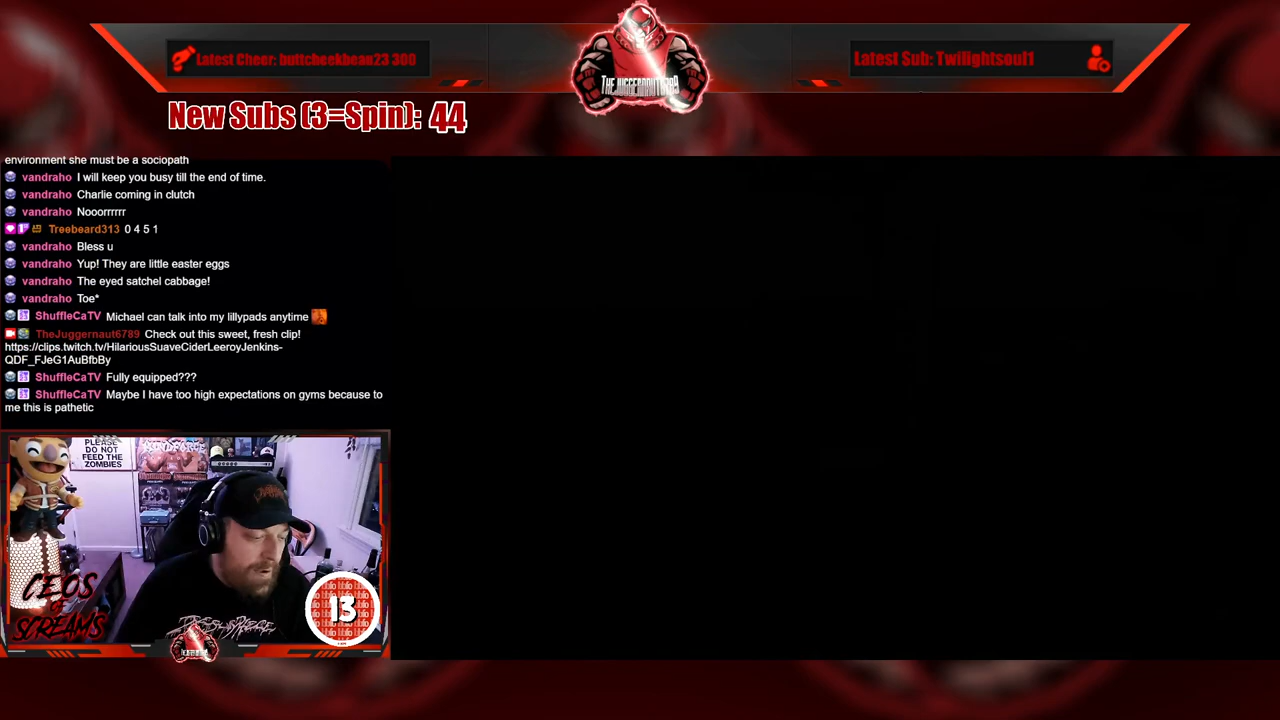 Latest Cheer: buttcheekbeau23 300
THEJUGGERNAUT6789
Latest Sub: Twilightsoul1
New Subs (3=Spin): 44
environment she must be a sociopath
vandraho I will keep you busy till the end of time.
vandraho Charlie coming in clutch
vandraho Nooorrrrrr
Treebeard313 0 4 5 1
vandraho Bless u
vandraho Yup! They are little easter eggs
vandraho The eyed satchel cabbage!
vandraho Toe*
ShuffleCaTV Michael can talk into my lillypads anytime
TheJuggernaut6789 Check out this sweet, fresh clip!
https://clips.twitch.tv/HilariousSuaveCiderLeeroyJenkins-
QDF_FJeG1AuBfbBy
ShuffleCaTV Fully equipped???
ShuffleCaTV Maybe I have too high expectations on gyms because to
me this is pathetic
PLEASE
DO NOT
FEED THE
ZOMBIES
CEOS
OF
SCREAMS
13